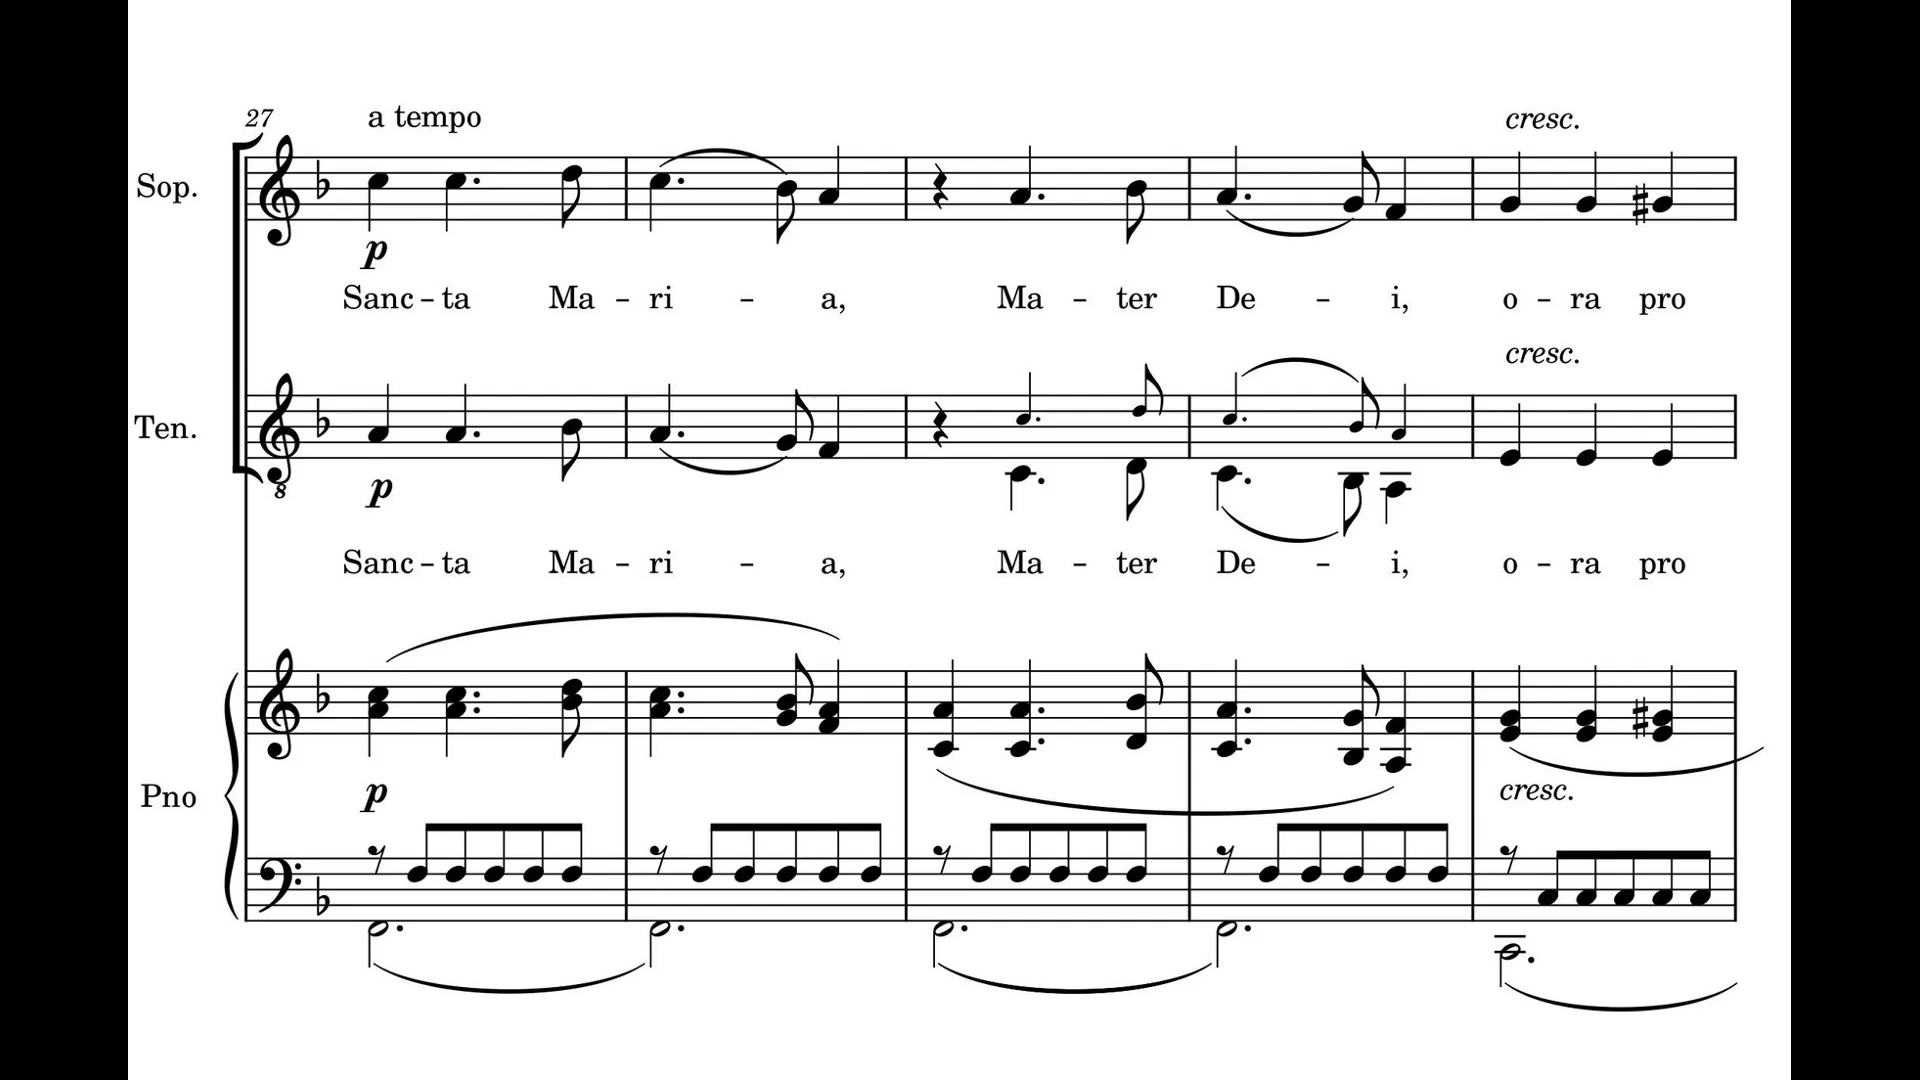 27 a tempo cresc.
Sop.
p
Sanc - ta Ma - ri - a, Ma - ter De - i, o - ra pro
cresc.
Ten.
8
p
Sanc - ta Ma - ri - a, Ma - ter De - i, o - ra pro
Pno
p cresc.